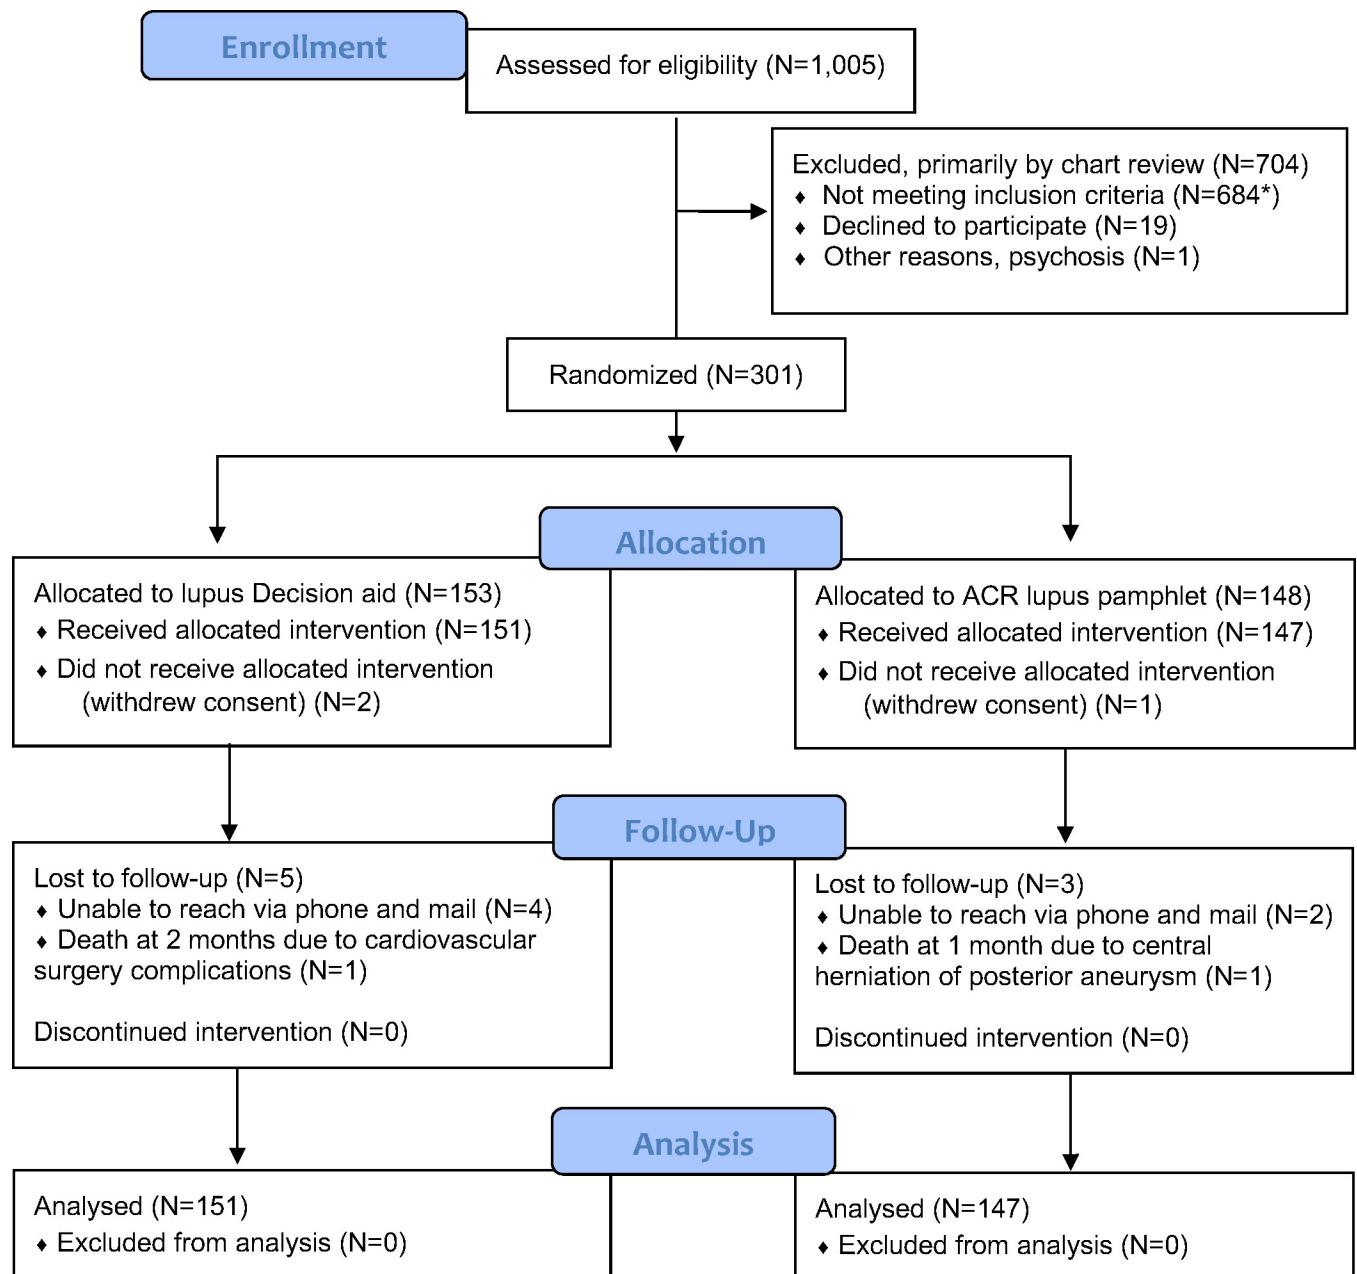 Enrollment
Assessed for eligibility (N=1,005)
Excluded, primarily by chart review (N=704)
♦ Not meeting inclusion criteria (N=684*)
♦ Declined to participate (N=19)
♦ Other reasons, psychosis (N=1)
Randomized (N=301)
Allocation
Allocated to lupus Decision aid (N=153)
♦ Received allocated intervention (N=151)
♦ Did not receive allocated intervention
(withdrew consent) (N=2)
Allocated to ACR lupus pamphlet (N=148)
♦ Received allocated intervention (N=147)
♦ Did not receive allocated intervention
(withdrew consent) (N=1)
Follow-Up
Lost to follow-up (N=5)
♦ Unable to reach via phone and mail (N=4)
♦ Death at 2 months due to cardiovascular
surgery complications (N=1)
Discontinued intervention (N=0)
Lost to follow-up (N=3)
♦ Unable to reach via phone and mail (N=2)
♦ Death at 1 month due to central
herniation of posterior aneurysm (N=1)
Discontinued intervention (N=0)
Analysis
Analysed (N=151)
♦ Excluded from analysis (N=0)
Analysed (N=147)
♦ Excluded from analysis (N=0)